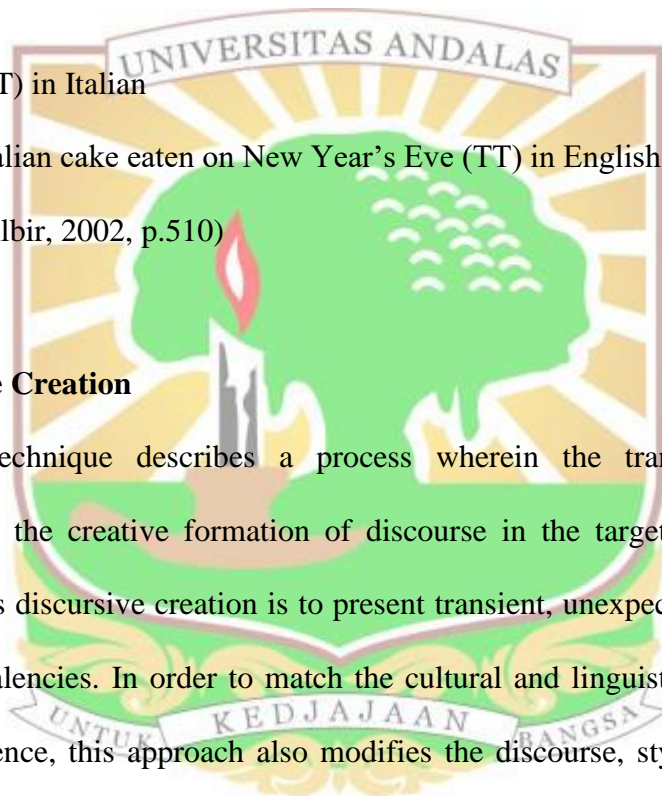 UNIVERSITAS ANDALAS
T) in Italian
alian cake eaten on New Year's Eve (TT) in English
lbir, 2002, p.510)
e Creation
echnique describes a process wherein the tran
the creative formation of discourse in the target
s discursive creation is to present transient, unexpec
alencies. In order to match the cultural and linguist
ence, this approach also modifies the discourse, sty
UNTUK KEDJAJAAN BANGSA